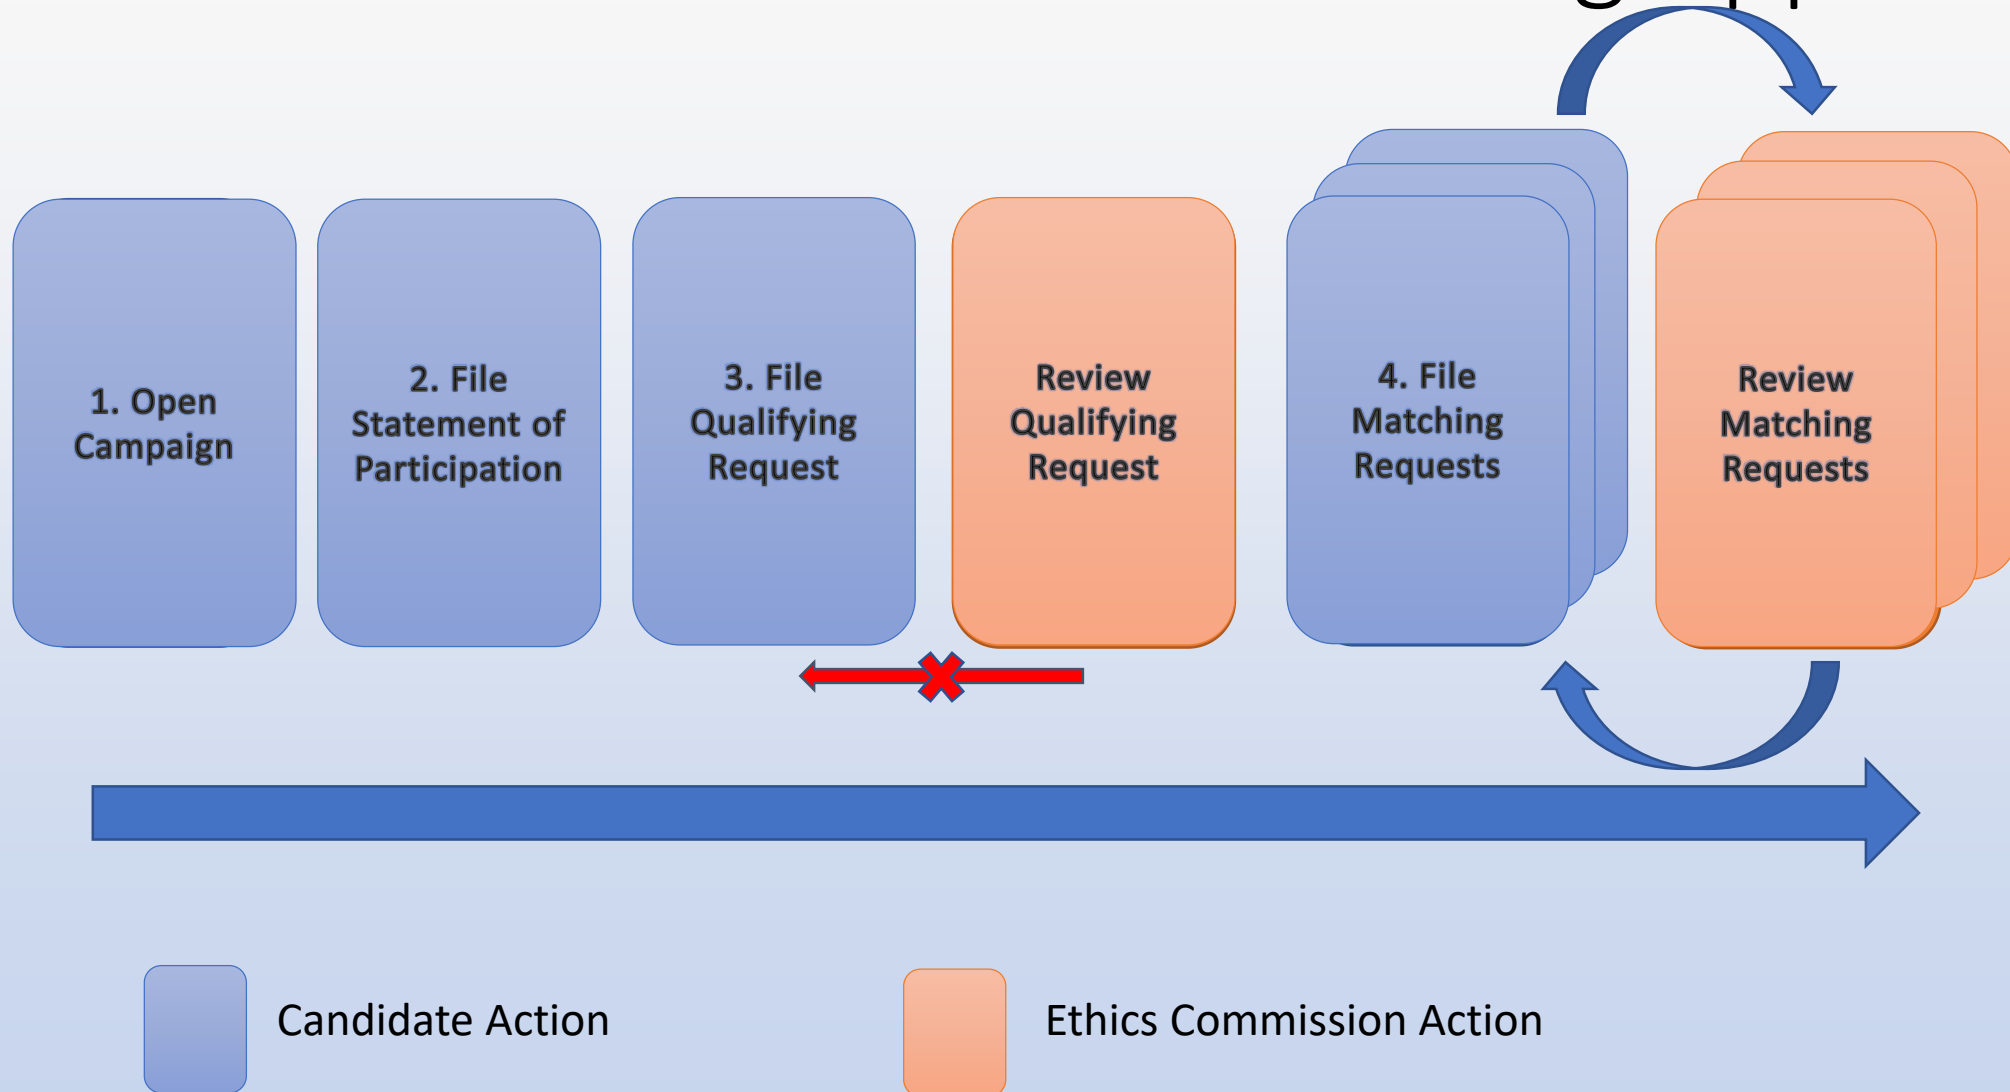 1. Open
Campaign
2. File
Statement of
Participation
3. File
Qualifying
Request
Review
Qualifying
Request
4. File
Matching
Requests
Review
Matching
Requests
Candidate Action
Ethics Commission Action